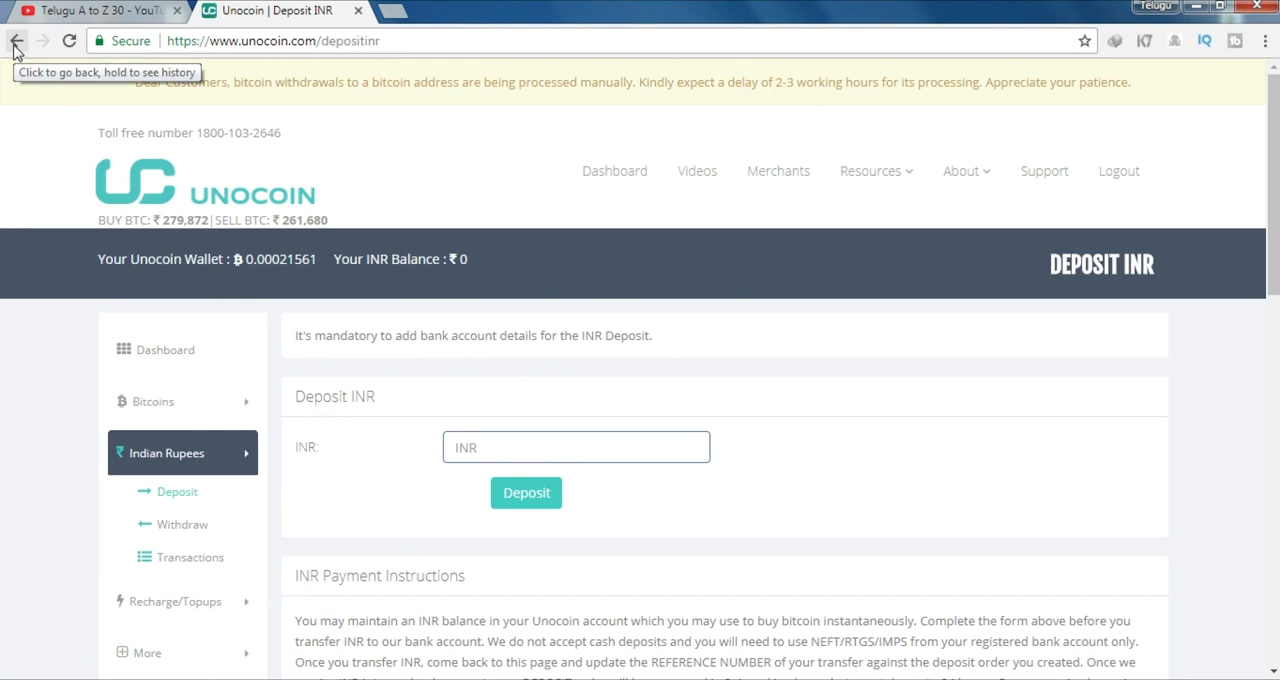 Telugu A to Z 30 - YouTu
Unocoin | Deposit INR
Telugu
Secure
https://www.unocoin.com/depositinr
Click to go back, hold to see history
Dear Customers, bitcoin withdrawals to a bitcoin address are being processed manually. Kindly expect a delay of 2-3 working hours for its processing. Appreciate your patience.
Toll free number 1800-103-2646
UNOCOIN
Dashboard Videos Merchants Resources About Support Logout
BUY BTC: ₹ 279,872|SELL BTC: ₹ 261,680
Your Unocoin Wallet : ฿ 0.00021561 Your INR Balance : ₹ 0
DEPOSIT INR
Dashboard
Bitcoins
₹ Indian Rupees
Deposit
Withdraw
Transactions
Recharge/Topups
More
It's mandatory to add bank account details for the INR Deposit.
Deposit INR
INR: INR
Deposit
INR Payment Instructions
You may maintain an INR balance in your Unocoin account which you may use to buy bitcoin instantaneously. Complete the form above before you
transfer INR to our bank account. We do not accept cash deposits and you will need to use NEFT/RTGS/IMPS from your registered bank account only.
Once you transfer INR, come back to this page and update the REFERENCE NUMBER of your transfer against the deposit order you created. Once we